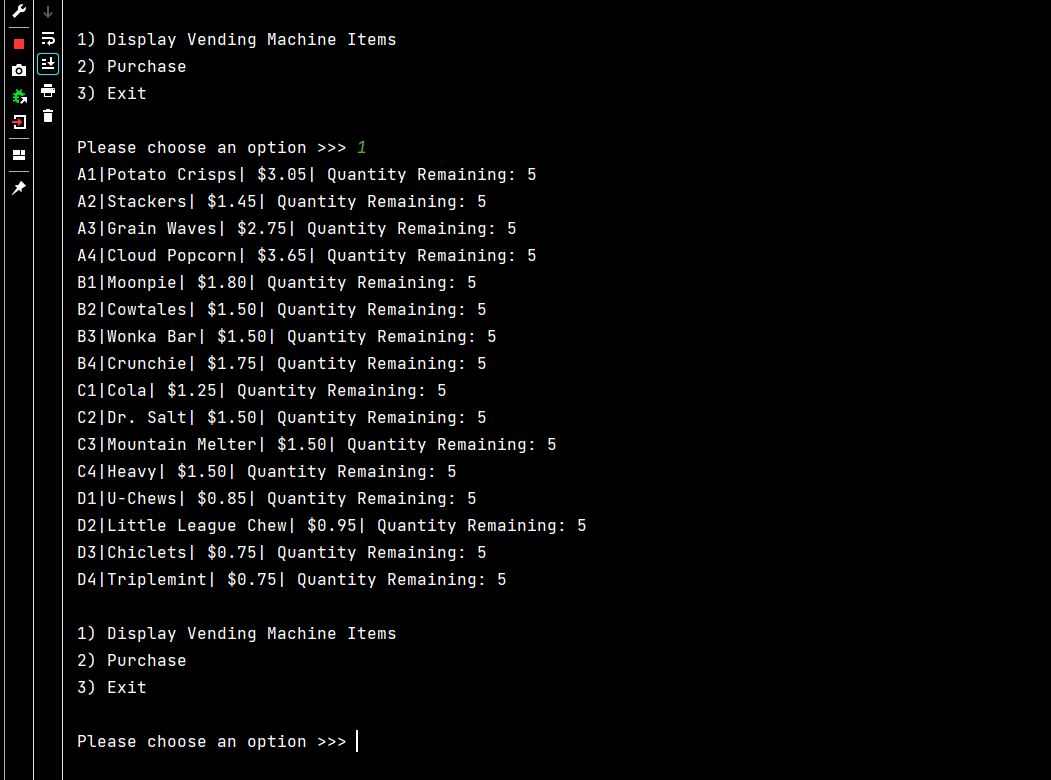 1) Display Vending Machine Items
2) Purchase
3) Exit
Please choose an option >>> 1
A1|Potato Crisps| $3.05| Quantity Remaining: 5
A2|Stackers| $1.45| Quantity Remaining: 5
A3|Grain Waves| $2.75| Quantity Remaining: 5
A4|Cloud Popcorn| $3.65| Quantity Remaining: 5
B1|Moonpie| $1.80| Quantity Remaining: 5
B2|Cowtales| $1.50| Quantity Remaining: 5
B3|Wonka Bar| $1.50| Quantity Remaining: 5
B4|Crunchie| $1.75| Quantity Remaining: 5
C1|Cola| $1.25| Quantity Remaining: 5
C2|Dr. Salt| $1.50| Quantity Remaining: 5
C3|Mountain Melter| $1.50| Quantity Remaining: 5
C4|Heavy| $1.50| Quantity Remaining: 5
D1|U-Chews| $0.85| Quantity Remaining: 5
D2|Little League Chew| $0.95| Quantity Remaining: 5
D3|Chiclets| $0.75| Quantity Remaining: 5
D4|Triplemint| $0.75| Quantity Remaining: 5
1) Display Vending Machine Items
2) Purchase
3) Exit
Please choose an option >>>